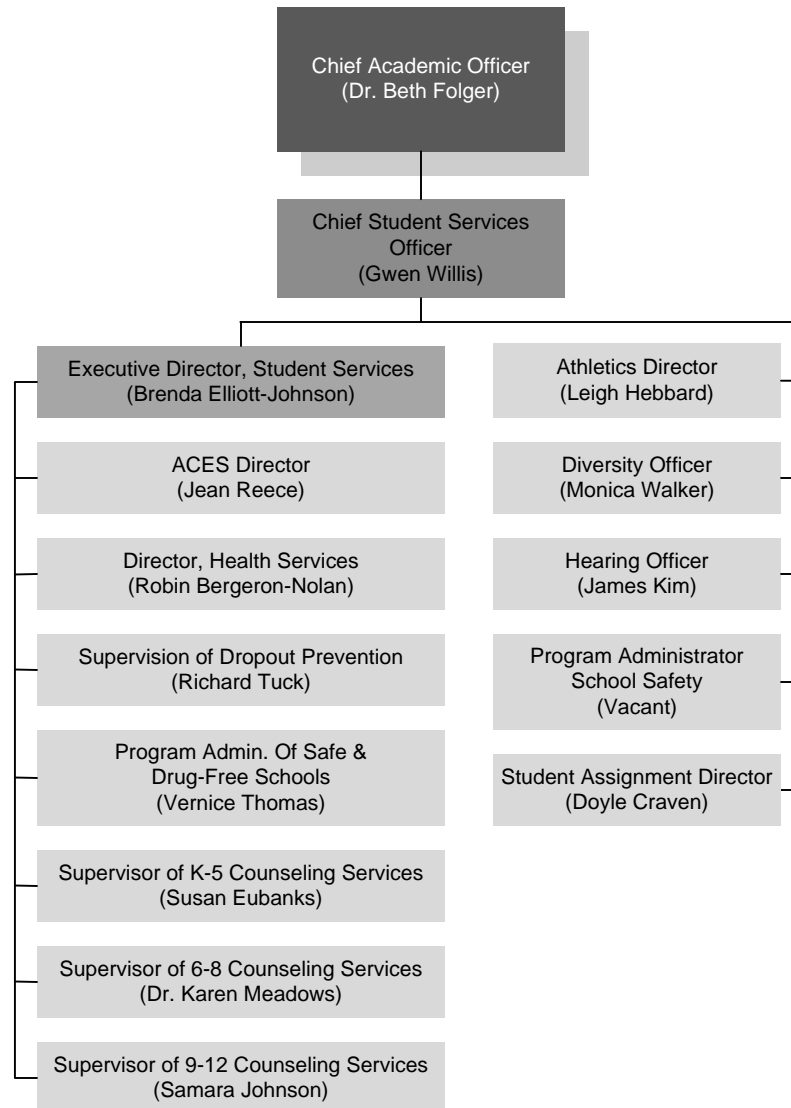 Chief Academic Officer
(Dr. Beth Folger)
Chief Student Services
Officer
(Gwen Willis)
Executive Director, Student Services
(Brenda Elliott-Johnson)
ACES Director
(Jean Reece)
Director, Health Services
(Robin Bergeron-Nolan)
Supervision of Dropout Prevention
(Richard Tuck)
Program Admin. Of Safe &
Drug-Free Schools
(Vernice Thomas)
Supervisor of K-5 Counseling Services
(Susan Eubanks)
Supervisor of 6-8 Counseling Services
(Dr. Karen Meadows)
Supervisor of 9-12 Counseling Services
(Samara Johnson)
Athletics Director
(Leigh Hebbard)
Diversity Officer
(Monica Walker)
Hearing Officer
(James Kim)
Program Administrator
School Safety
(Vacant)
Student Assignment Director
(Doyle Craven)